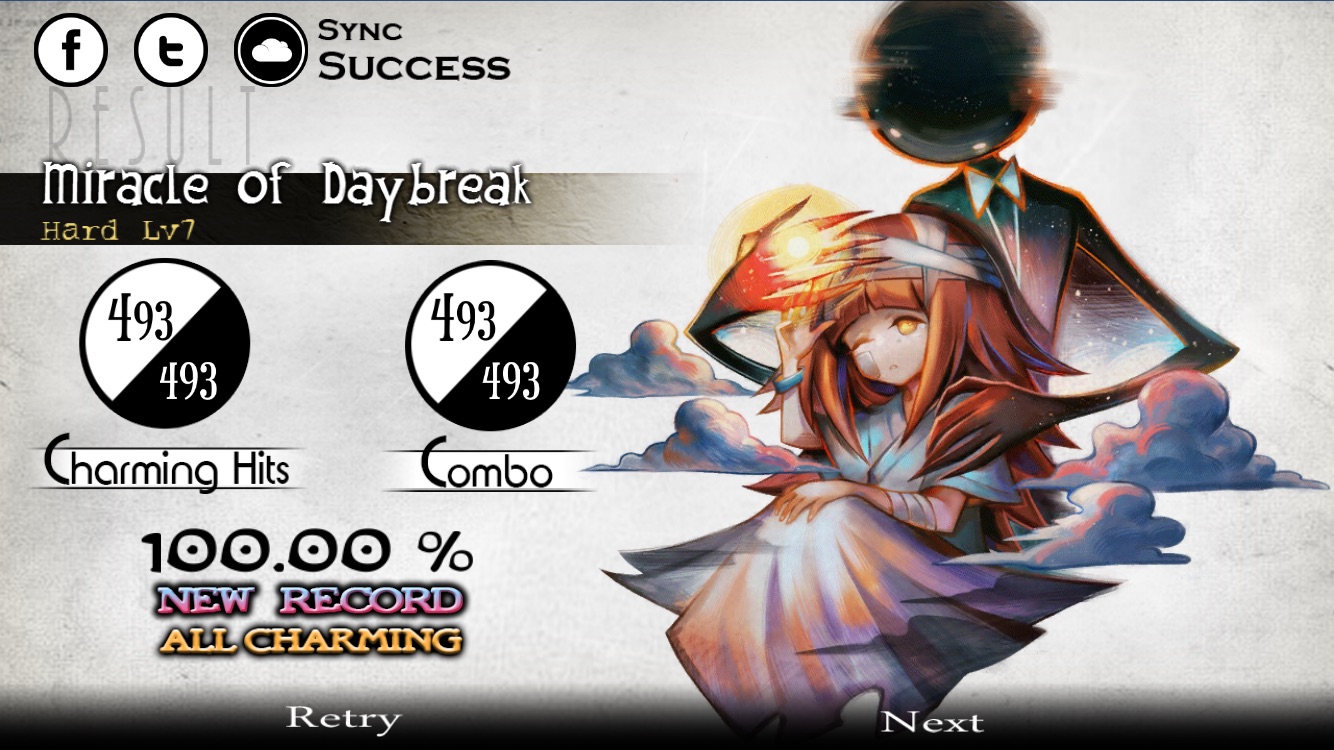 f
t
Sync
Success
RESULT
Miracle of Daybreak
Hard Lv7
493
493
493
493
Charming Hits
Combo
100.00 %
NEW RECORD
ALL CHARMING
Retry
Next